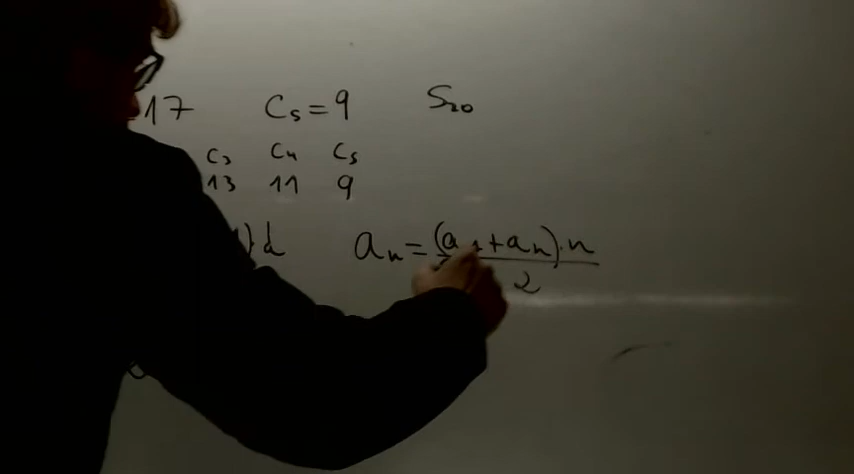 17 C₅=9 S₂₀
C₃ C₄ C₅
13 11 9
)·d aₙ=(a₁+aₙ)·n
2